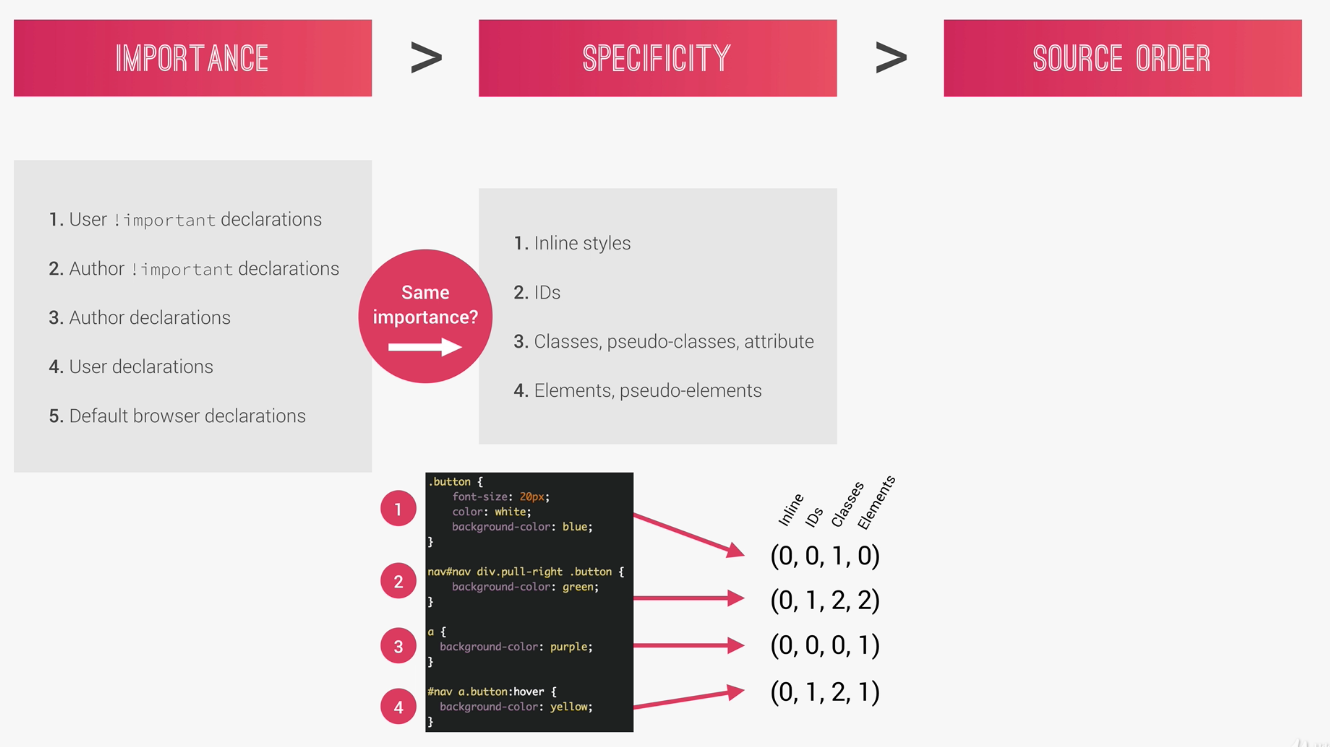 IMPORTANCE > SPECIFICITY > SOURCE ORDER
1. User !important declarations
2. Author !important declarations
3. Author declarations
4. User declarations
5. Default browser declarations
Same
importance?
1. Inline styles
2. IDs
3. Classes, pseudo-classes, attribute
4. Elements, pseudo-elements
1
.button {
font-size: 20px;
color: white;
background-color: blue;
}
2
nav#nav div.pull-right .button {
background-color: green;
}
3
a {
background-color: purple;
}
4
#nav a.button:hover {
background-color: yellow;
}
Inline
IDs
Classes
Elements
(0, 0, 1, 0)
(0, 1, 2, 2)
(0, 0, 0, 1)
(0, 1, 2, 1)